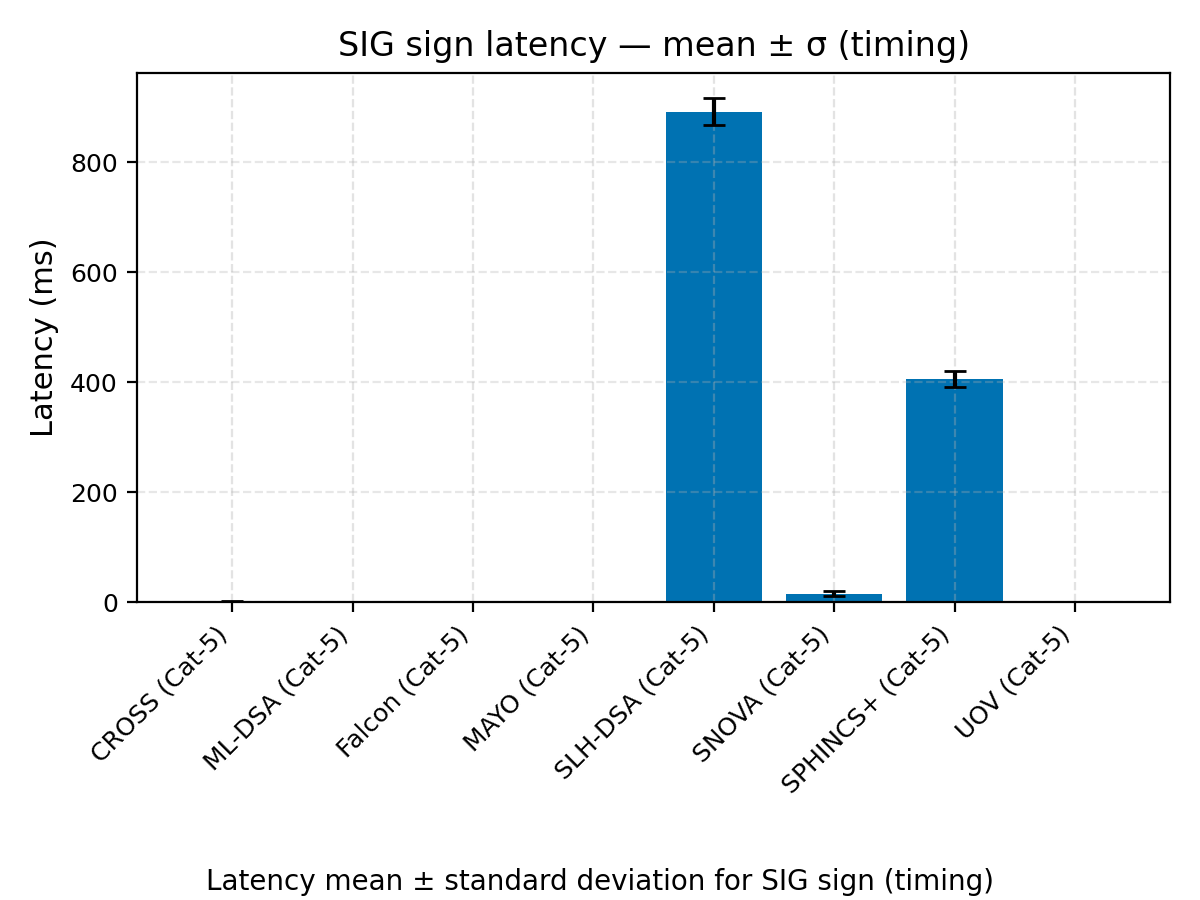 SIG sign latency — mean ± σ (timing)
Latency (ms)
800
600
400
200
0
CROSS (Cat-5)
ML-DSA (Cat-5)
Falcon (Cat-5)
MAYO (Cat-5)
SLH-DSA (Cat-5)
SNOVA (Cat-5)
SPHINCS+ (Cat-5)
UOV (Cat-5)
Latency mean ± standard deviation for SIG sign (timing)